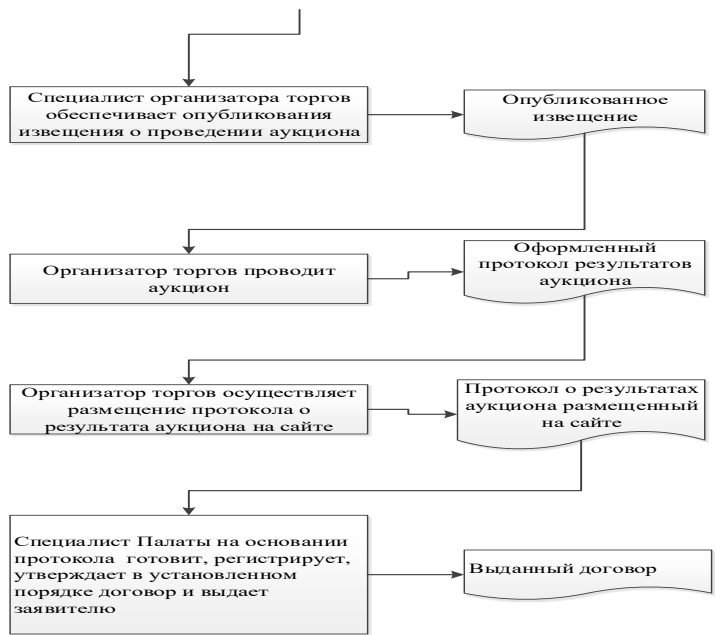 Специалист организатора торгов
обеспечивает опубликования
извещения о проведении аукциона
Опубликованное
извещение
Организатор торгов проводит
аукцион
Оформленный
протокол результатов
аукциона
Организатор торгов осуществляет
размещение протокола о
результата аукциона на сайте
Протокол о результатах
аукциона размещенный
на сайте
Специалист Палаты на основании
протокола готовит, регистрирует,
утверждает в установленном
порядке договор и выдает
заявителю
Выданный договор